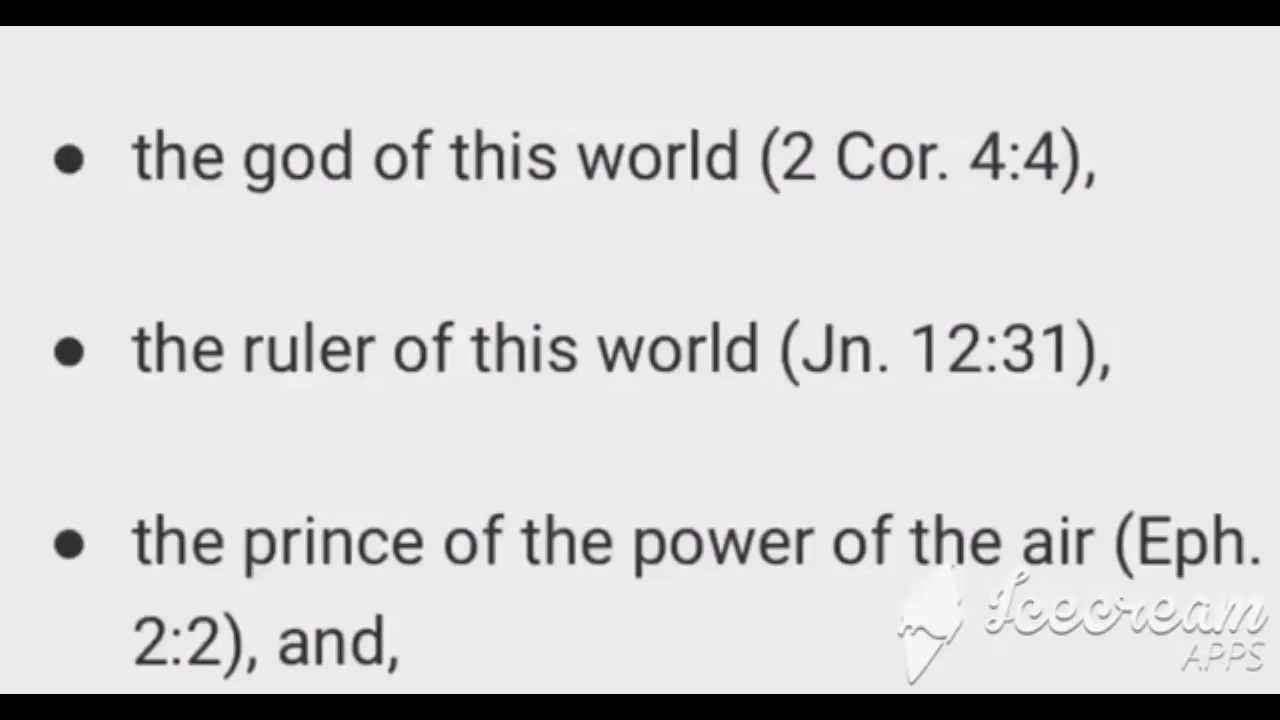 • the god of this world (2 Cor. 4:4),
• the ruler of this world (Jn. 12:31),
• the prince of the power of the air (Eph.
2:2), and,
Icecream
APPS